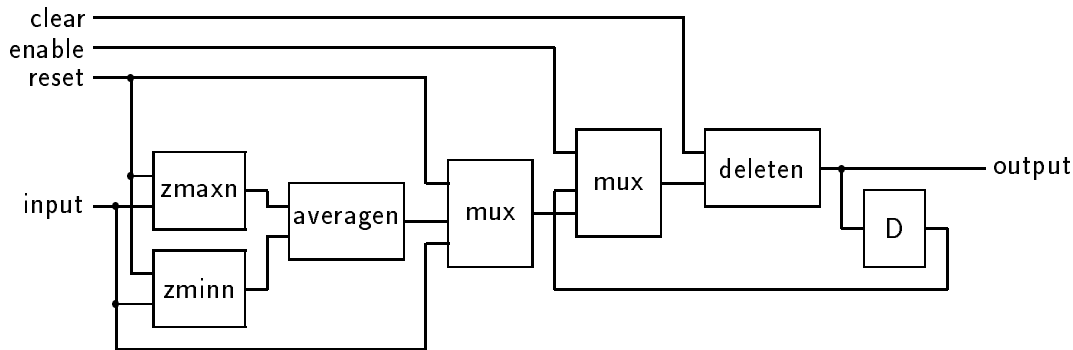 clear
enable
reset
input
zmaxn
zminn
averagen
mux
mux
deleten
D
output